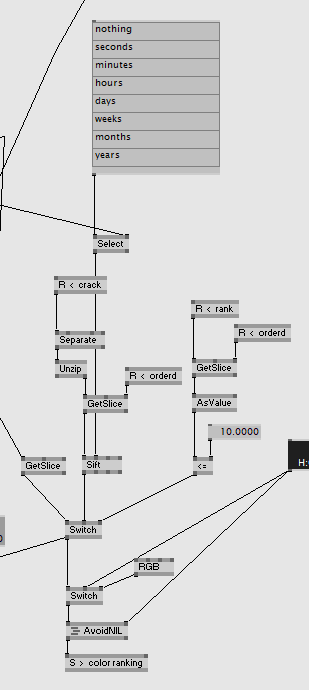 nothing
seconds
minutes
hours
days
weeks
months
years
Select
R < crack
R < rank
R < orderd
Separate
Unzip
GetSlice
R < orderd
GetSlice
AsValue
10.0000
GetSlice
Sift
<=
H:
Switch
RGB
Switch
AvoidNIL
S > color ranking